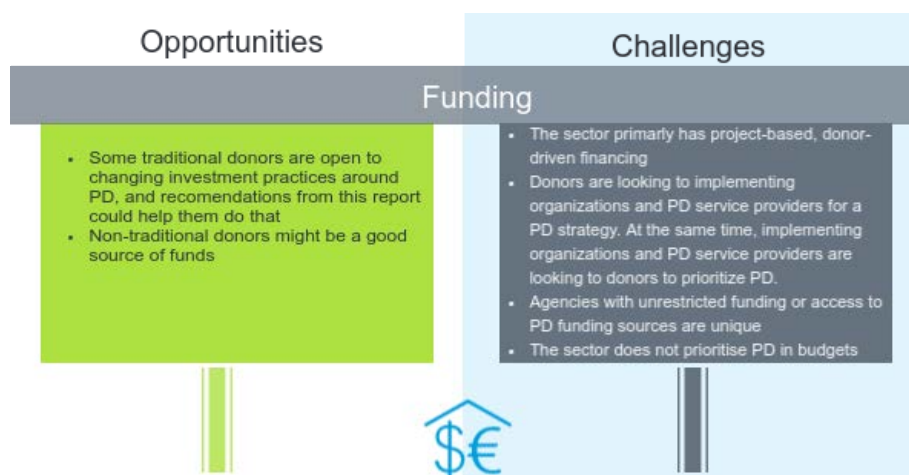 Opportunities
Challenges
Funding
• Some traditional donors are open to
changing investment practices around
PD, and recomendations from this report
could help them do that
• Non-traditional donors might be a good
source of funds
• The sector primarly has project-based, donor-
driven financing
• Donors are looking to implementing
organizations and PD service providers for a
PD strategy. At the same time, implementing
organizations and PD service providers are
looking to donors to prioritize PD.
• Agencies with unrestricted funding or access to
PD funding sources are unique
• The sector does not prioritise PD in budgets
$€